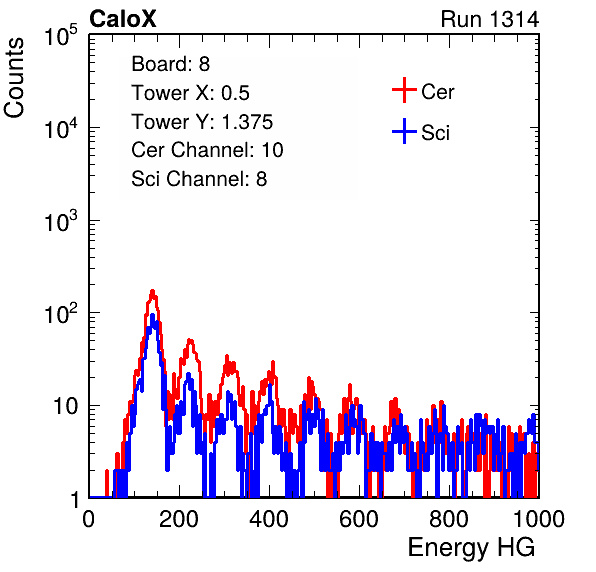 CaloX Run 1314
Board: 8
Tower X: 0.5
Tower Y: 1.375
Cer Channel: 10
Sci Channel: 8
Cer
Sci
Counts
10^5
10^4
10^3
10^2
10
1
0 200 400 600 800 1000
Energy HG